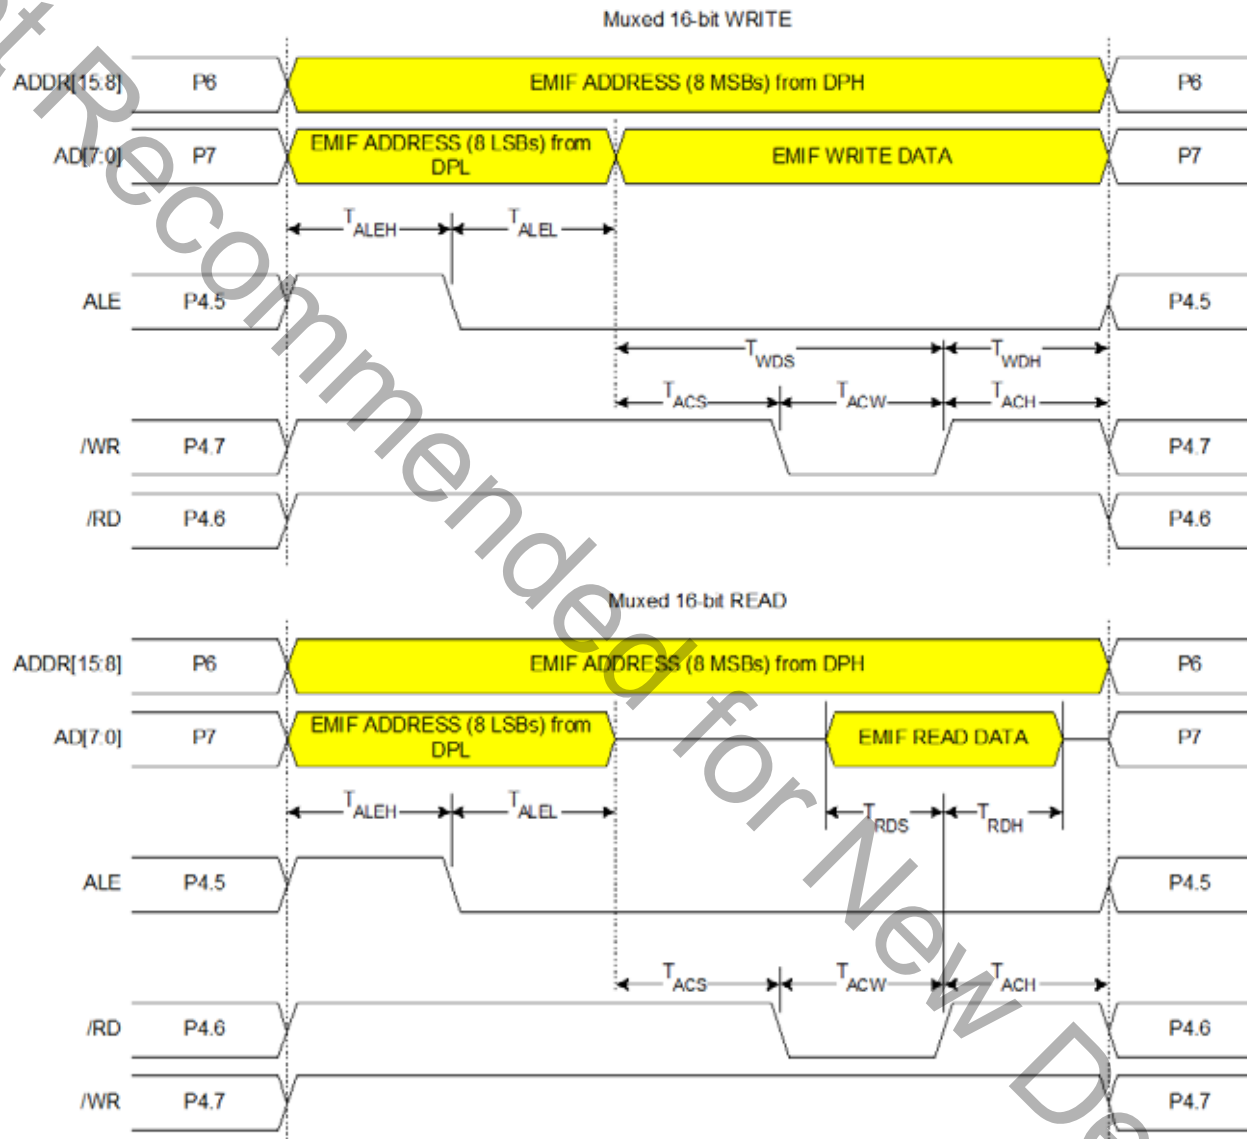 Muxed 16-bit WRITE
ADDR[15:8] P6 EMIF ADDRESS (8 MSBs) from DPH P6
AD[7:0] P7 EMIF ADDRESS (8 LSBs) from DPL EMIF WRITE DATA P7
TALEH TALEL
ALE P4.5 P4.5
TWDS TWDH
TACS TACW TACH
/WR P4.7 P4.7
/RD P4.6 P4.6
Muxed 16-bit READ
ADDR[15:8] P6 EMIF ADDRESS (8 MSBs) from DPH P6
AD[7:0] P7 EMIF ADDRESS (8 LSBs) from DPL EMIF READ DATA P7
TALEH TALEL TRDS TRDH
ALE P4.5 P4.5
TACS TACW TACH
/RD P4.6 P4.6
/WR P4.7 P4.7
Recommended for New